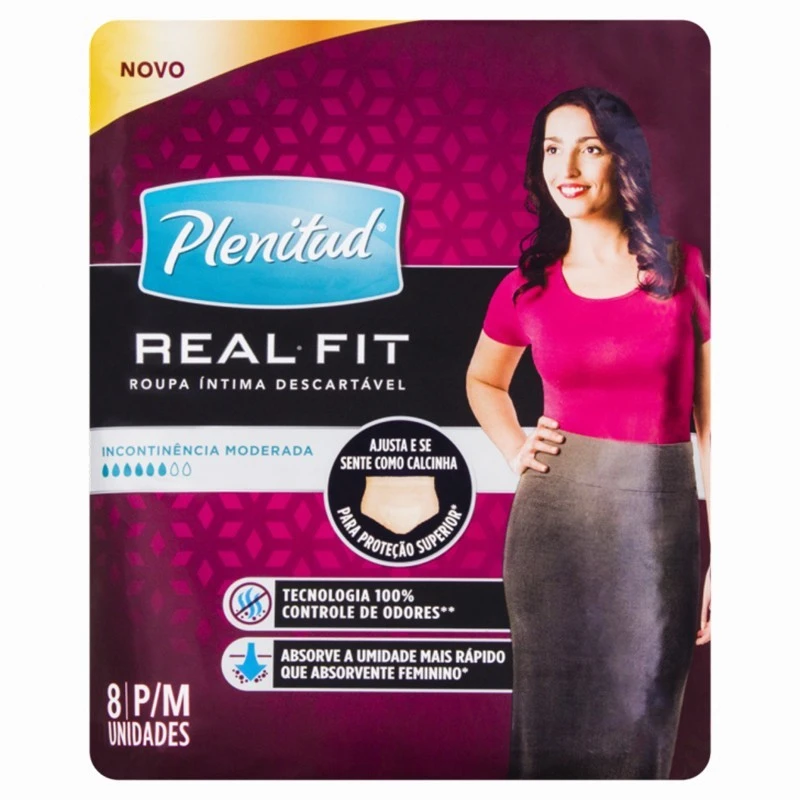 NOVO
Plenitud®
REAL FIT
ROUPA ÍNTIMA DESCARTÁVEL
INCONTINÊNCIA MODERADA
AJUSTA E SE
SENTE COMO CALCINHA
PARA PROTEÇÃO SUPERIOR*
TECNOLOGIA 100%
CONTROLE DE ODORES**
ABSORVE A UMIDADE MAIS RÁPIDO
QUE ABSORVENTE FEMININO*
8 | P/M
UNIDADES